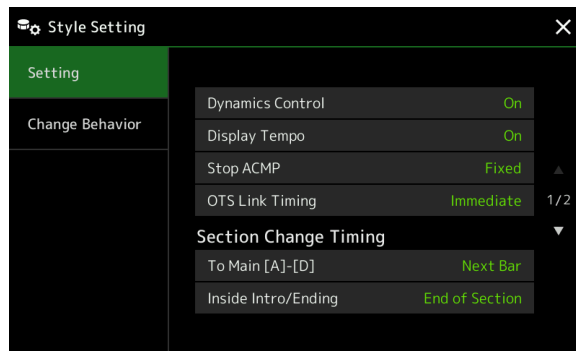 Style Setting
Setting
Change Behavior
Dynamics Control On
Display Tempo On
Stop ACMP Fixed
OTS Link Timing Immediate
1/2
Section Change Timing
To Main [A]-[D] Next Bar
Inside Intro/Ending End of Section